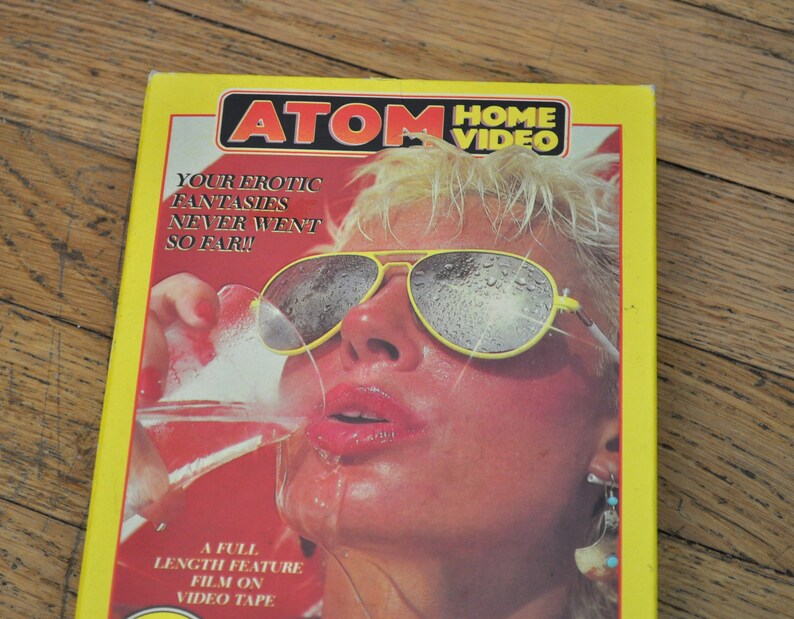 ATOM HOME VIDEO
YOUR EROTIC
FANTASIES
NEVER WENT
SO FAR!!
A FULL
LENGTH FEATURE
FILM ON
VIDEO TAPE